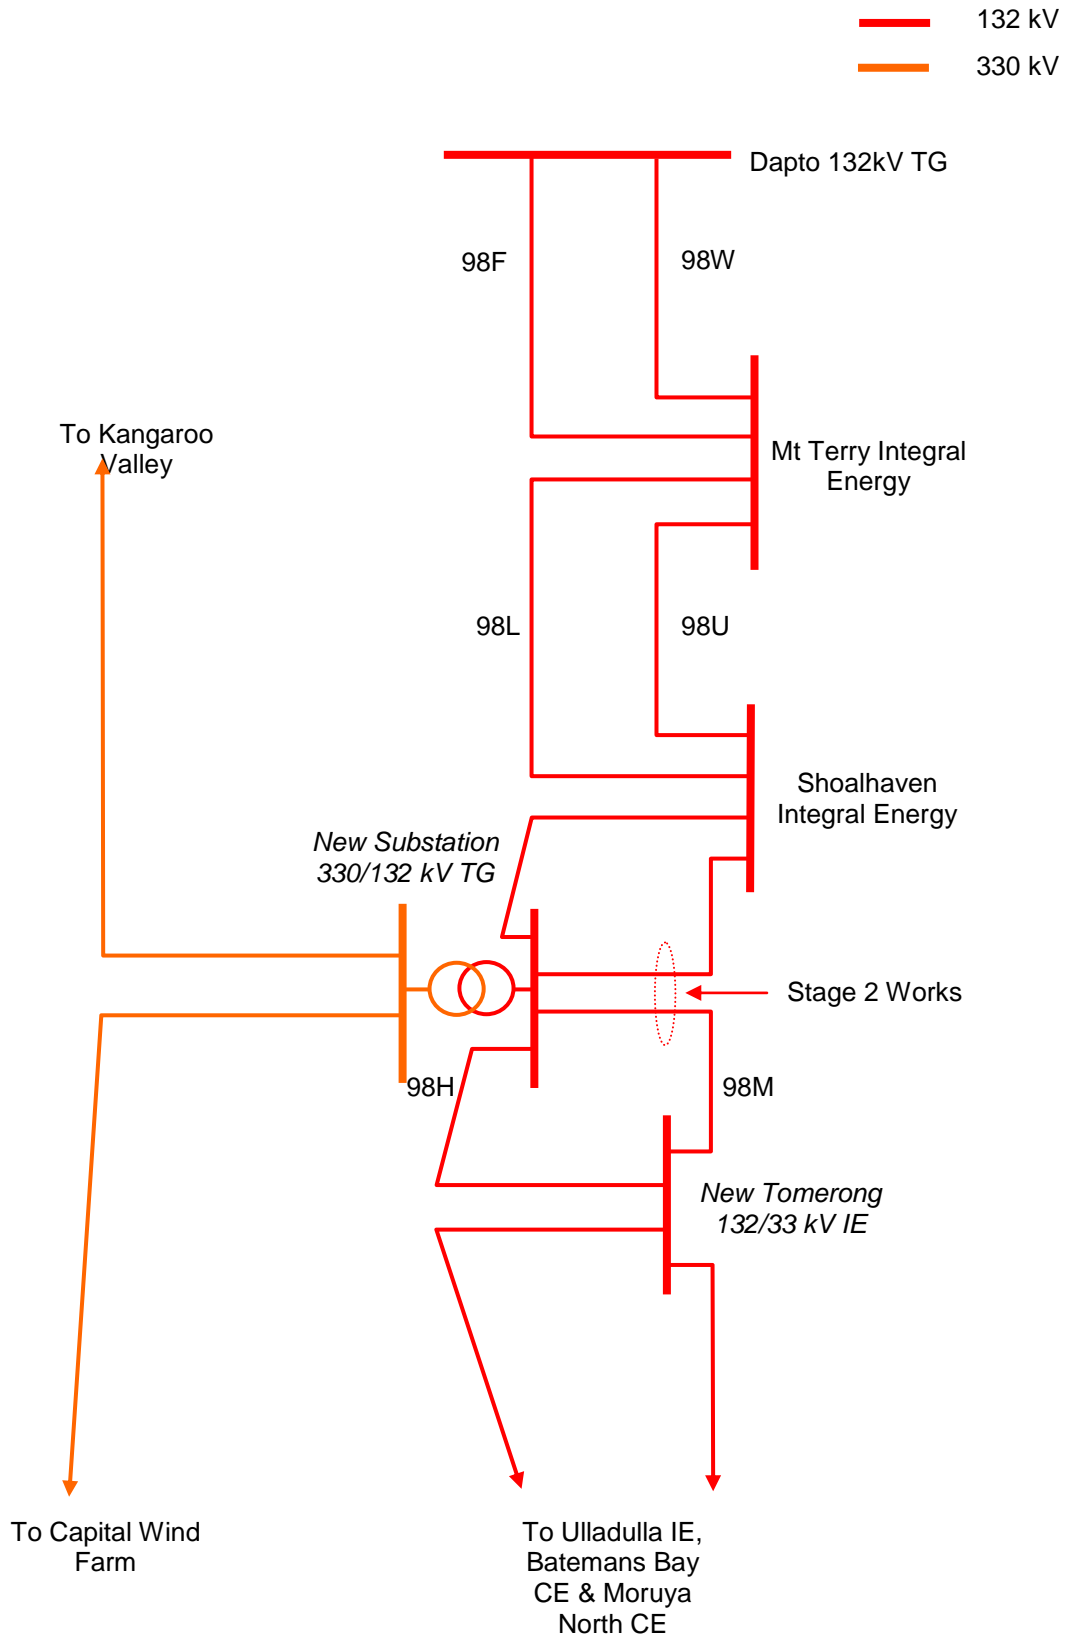 132 kV
330 kV
Dapto 132kV TG
98F
98W
To Kangaroo
Valley
Mt Terry Integral
Energy
98L
98U
Shoalhaven
Integral Energy
New Substation
330/132 kV TG
Stage 2 Works
98H
98M
New Tomerong
132/33 kV IE
To Capital Wind
Farm
To Ulladulla IE,
Batemans Bay
CE & Moruya
North CE